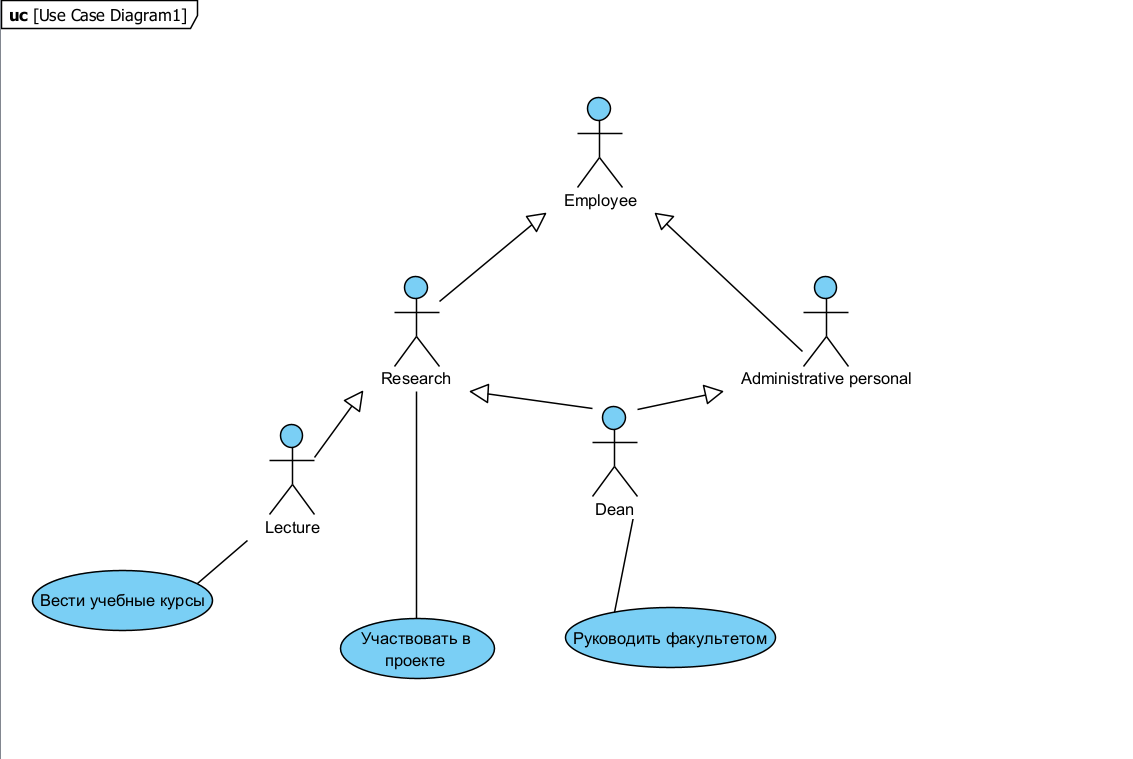 uc [Use Case Diagram1]
Employee
Research
Administrative personal
Lecture
Dean
Вести учебные курсы
Участвовать в
проекте
Руководить факультетом